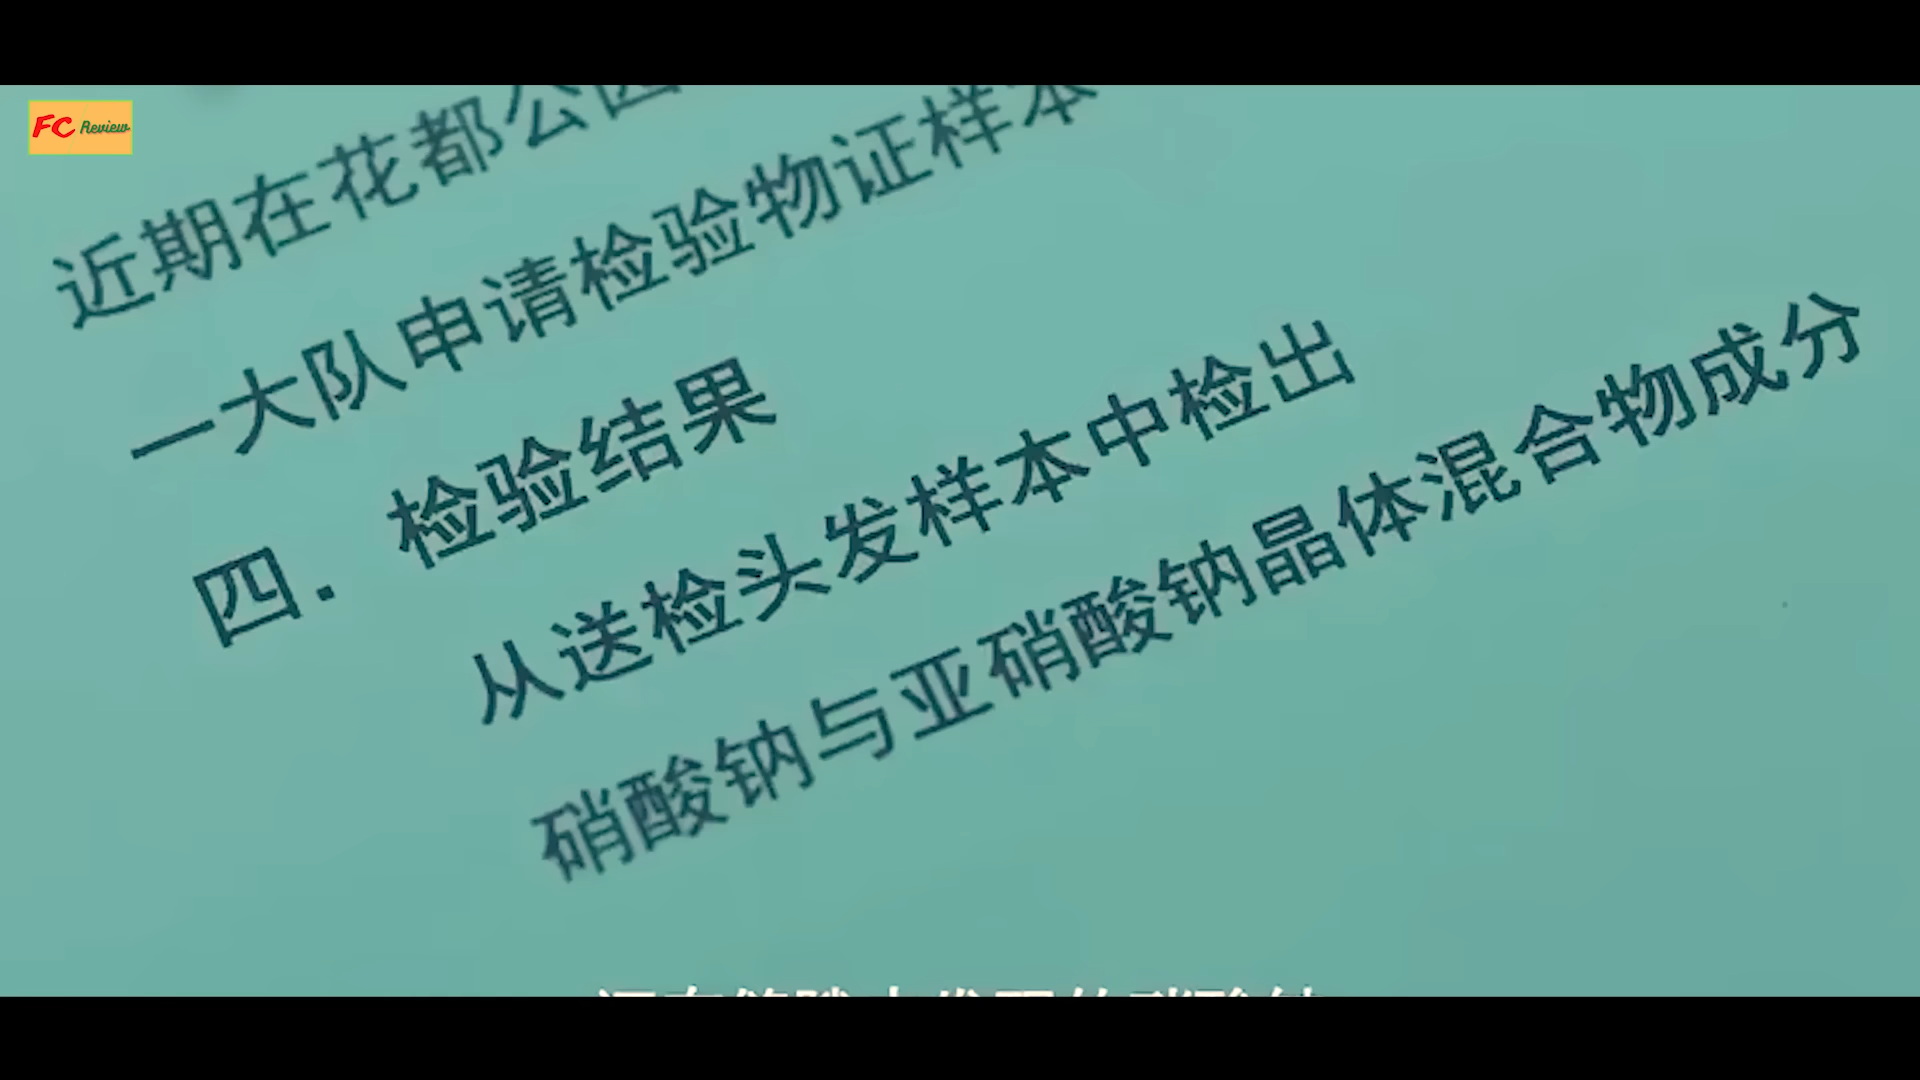 FC Review
近期在花都公园
一大队申请检验物证样本
四. 检验结果
从送检头发样本中检出
硝酸钠与亚硝酸钠晶体混合物成分